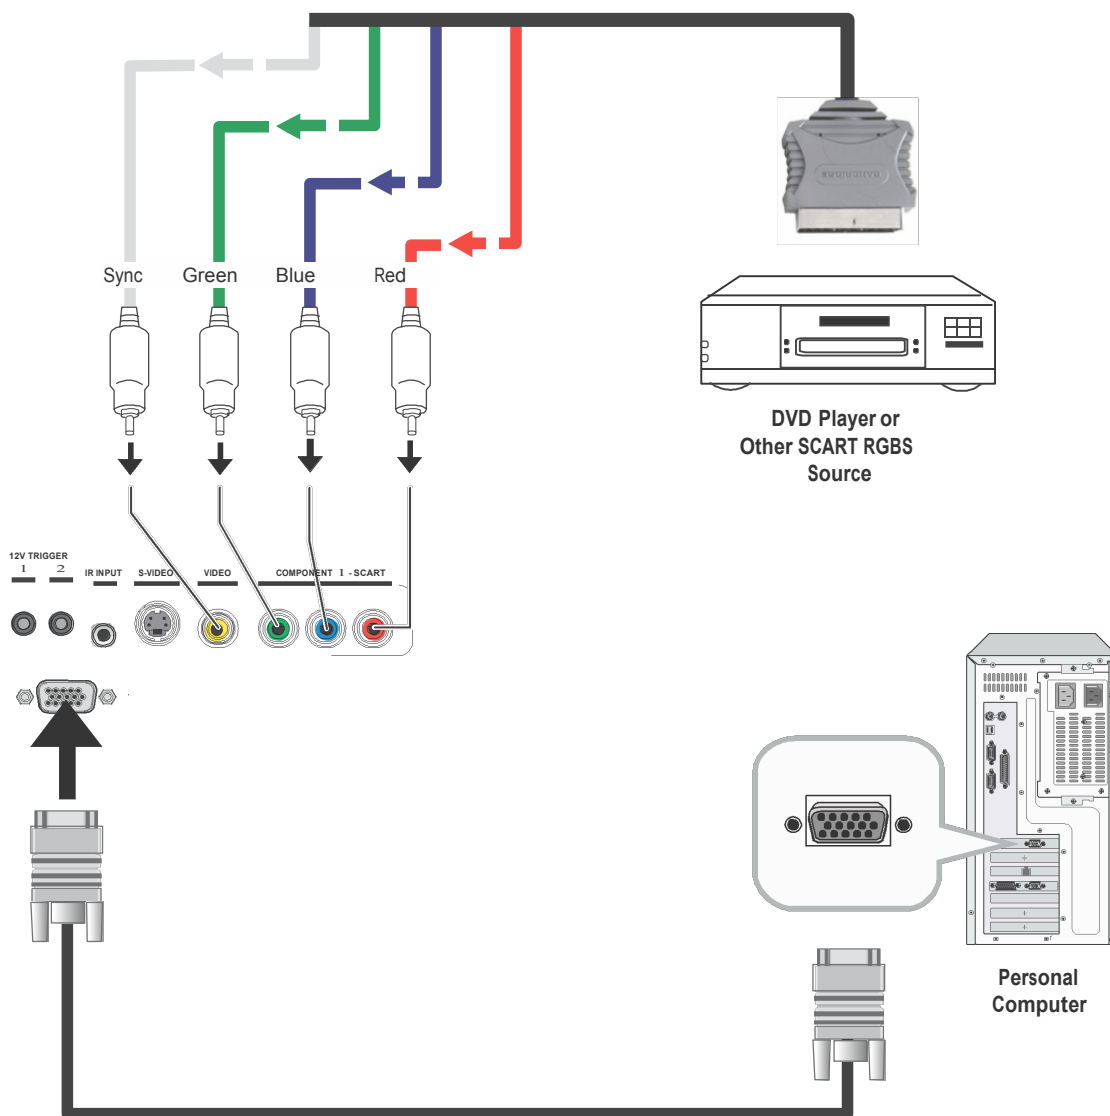 Sync Green Blue Red
DVD Player or
Other SCART RGBS
Source
12V TRIGGER
1 2 IR INPUT S-VIDEO VIDEO COMPONENT 1 - SCART
Personal
Computer